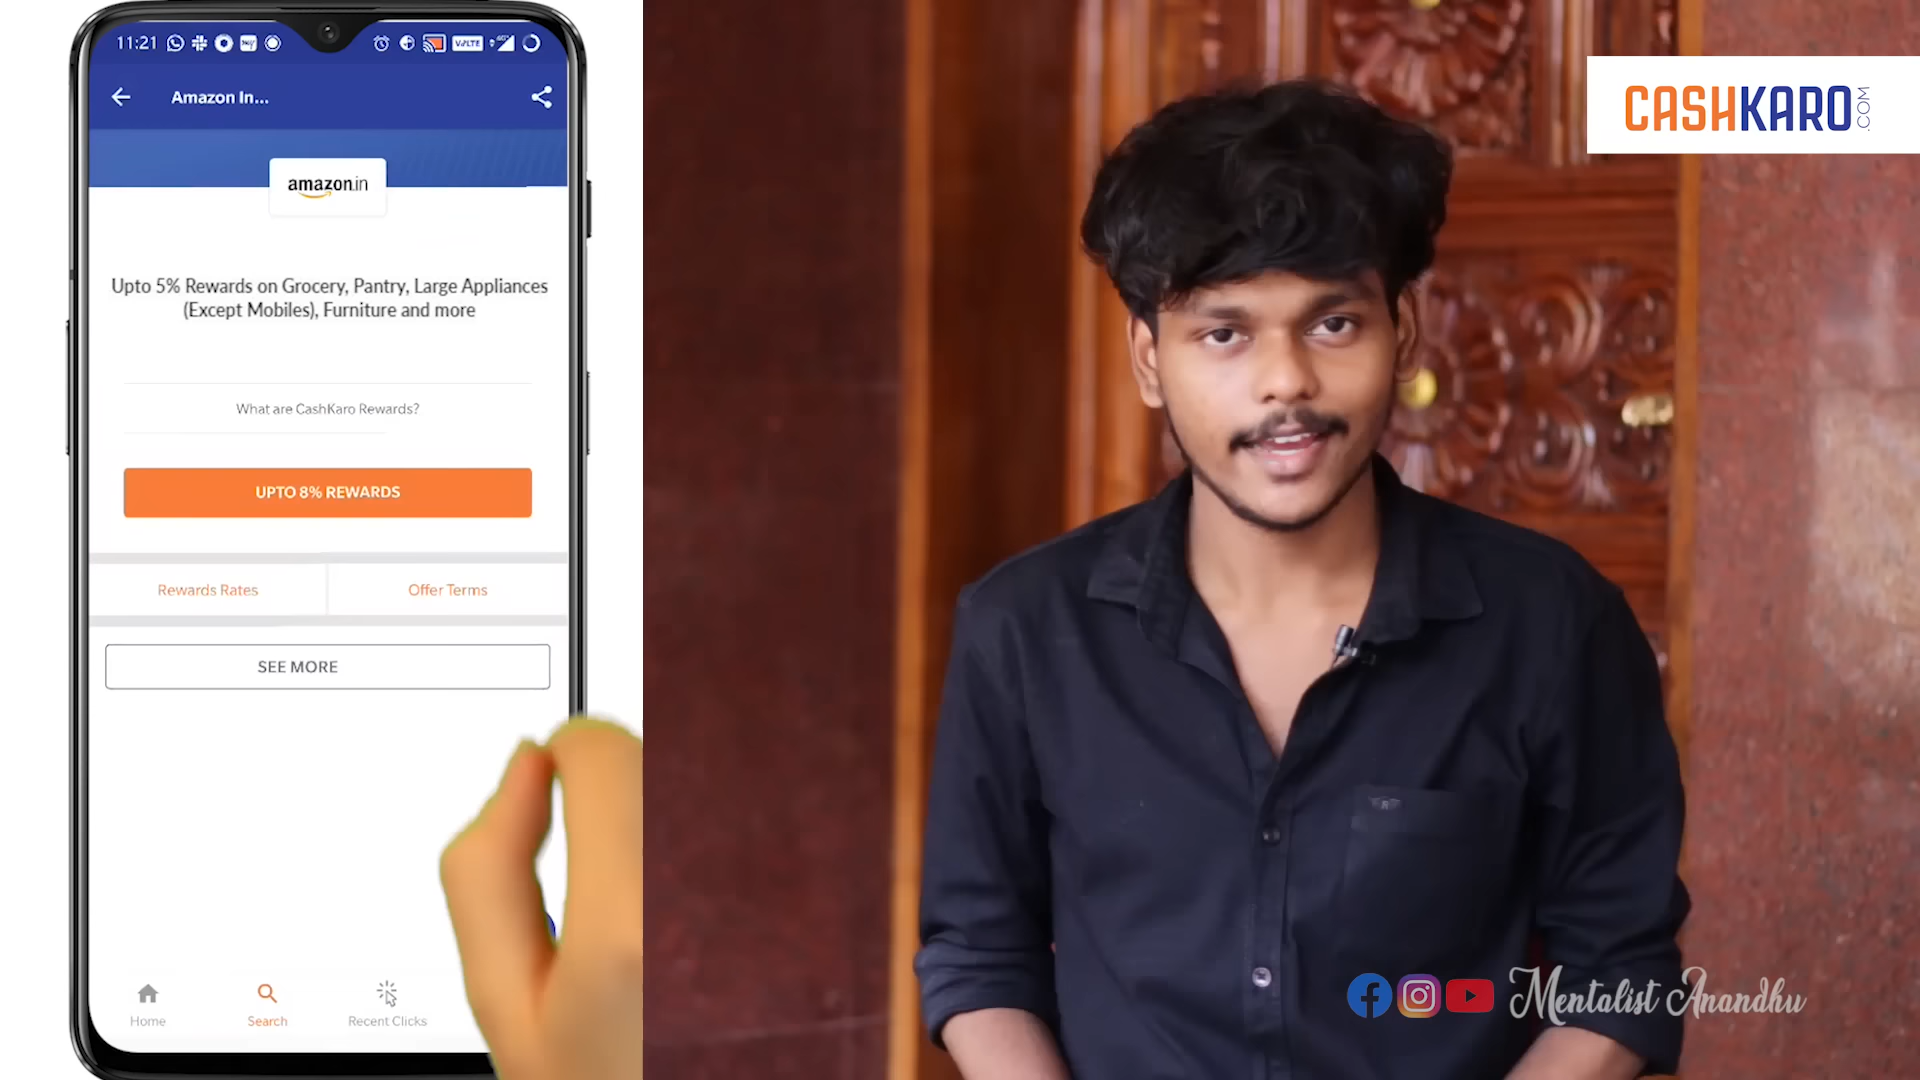 11:21
VoLTE
Amazon In...
amazon.in
Upto 5% Rewards on Grocery, Pantry, Large Appliances
(Except Mobiles), Furniture and more
What are CashKaro Rewards?
UPTO 8% REWARDS
Rewards Rates
Offer Terms
SEE MORE
Home
Search
Recent Clicks
CASHKARO.COM
Mentalist Anandhu